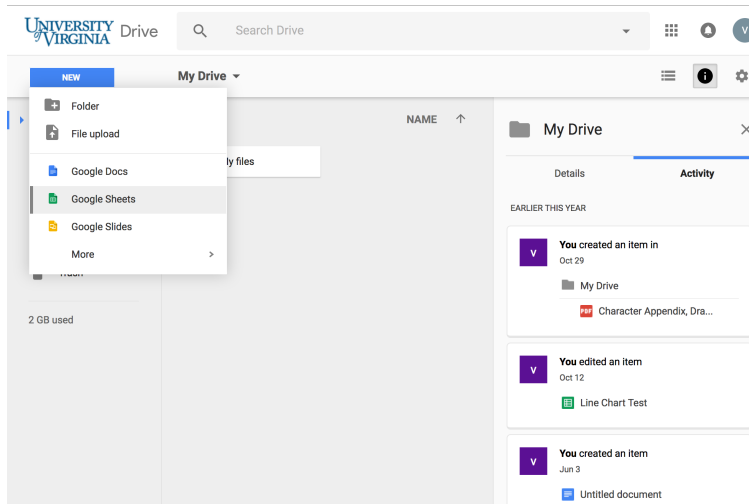 UNIVERSITY of VIRGINIA Drive
Search Drive
V
NEW
My Drive
Folder
File upload
Google Docs
Google Sheets
Google Slides
More
2 GB used
NAME
files
My Drive
Details
Activity
EARLIER THIS YEAR
V
You created an item in
Oct 29
My Drive
PDF
Character Appendix, Dra...
V
You edited an item
Oct 12
Line Chart Test
V
You created an item
Jun 3
Untitled document